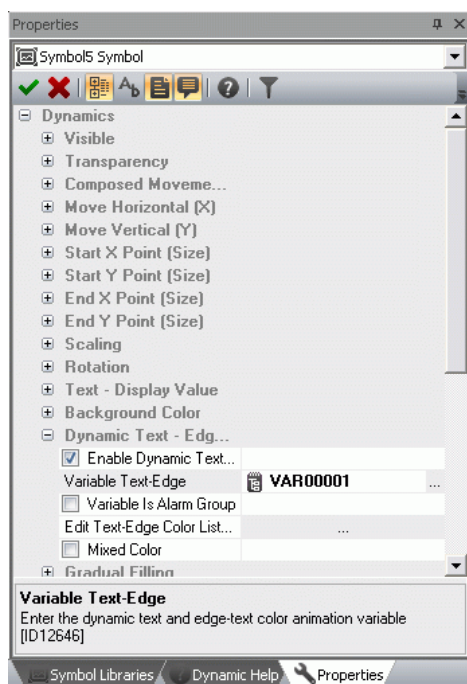 Properties
Symbol5 Symbol
Dynamics
Visible
Transparency
Composed Moveme...
Move Horizontal (X)
Move Vertical (Y)
Start X Point (Size)
Start Y Point (Size)
End X Point (Size)
End Y Point (Size)
Scaling
Rotation
Text - Display Value
Background Color
Dynamic Text - Edg...
Enable Dynamic Text...
Variable Text-Edge VAR00001 ...
Variable Is Alarm Group
Edit Text-Edge Color List... ...
Mixed Color
Gradual Filling
Variable Text-Edge
Enter the dynamic text and edge-text color animation variable
[ID12646]
Symbol Libraries Dynamic Help Properties